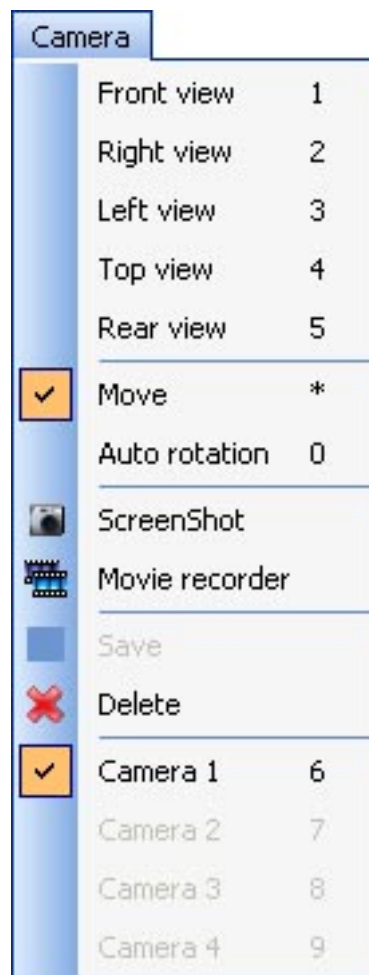 Camera
Front view 1
Right view 2
Left view 3
Top view 4
Rear view 5
Move *
Auto rotation 0
ScreenShot
Movie recorder
Save
Delete
Camera 1 6
Camera 2 7
Camera 3 8
Camera 4 9